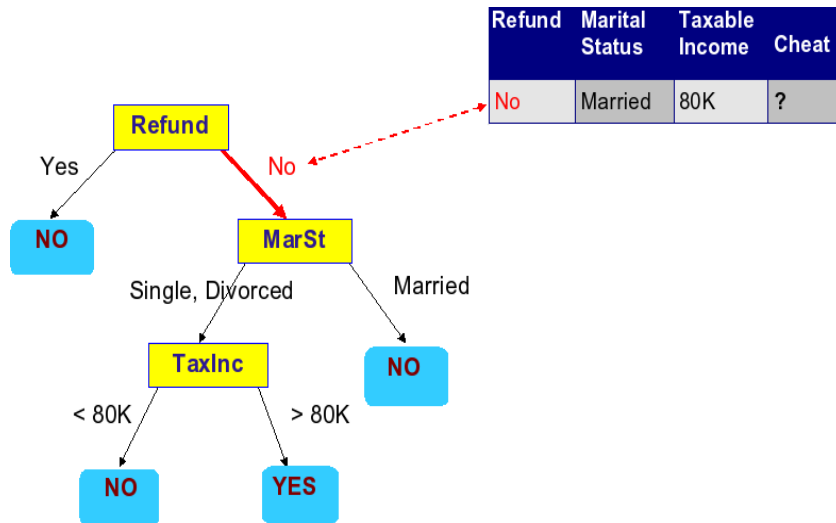 Refund Marital Status Taxable Income Cheat
No Married 80K ?
Refund
Yes
No
NO
MarSt
Single, Divorced
Married
TaxInc
NO
< 80K
> 80K
NO
YES